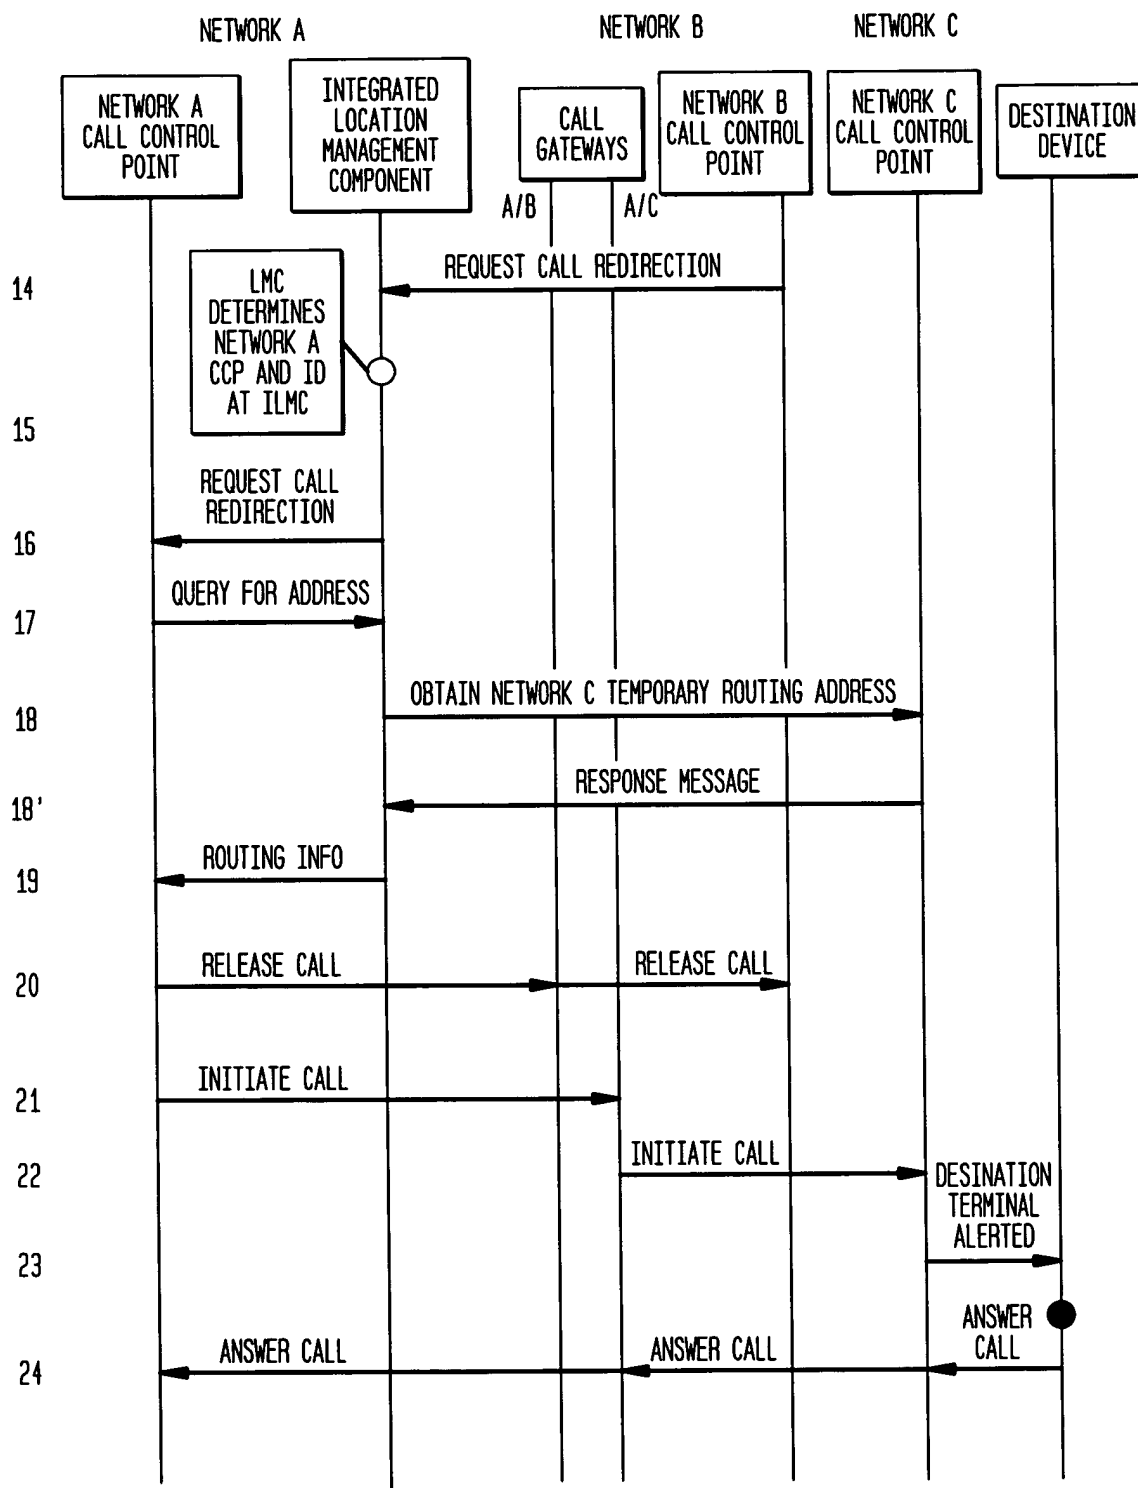 NETWORK A
NETWORK B
NETWORK C
NETWORK A
CALL CONTROL
POINT
INTEGRATED
LOCATION
MANAGEMENT
COMPONENT
CALL
GATEWAYS
NETWORK B
CALL CONTROL
POINT
NETWORK C
CALL CONTROL
POINT
DESTINATION
DEVICE
A/B
A/C
14
REQUEST CALL REDIRECTION
LMC
DETERMINES
NETWORK A
CCP AND ID
AT ILMC
15
REQUEST CALL
REDIRECTION
16
QUERY FOR ADDRESS
17
OBTAIN NETWORK C TEMPORARY ROUTING ADDRESS
18
RESPONSE MESSAGE
18'
ROUTING INFO
19
RELEASE CALL
RELEASE CALL
20
INITIATE CALL
21
INITIATE CALL
22
DESINATION
TERMINAL
ALERTED
23
ANSWER
CALL
ANSWER CALL
ANSWER CALL
24